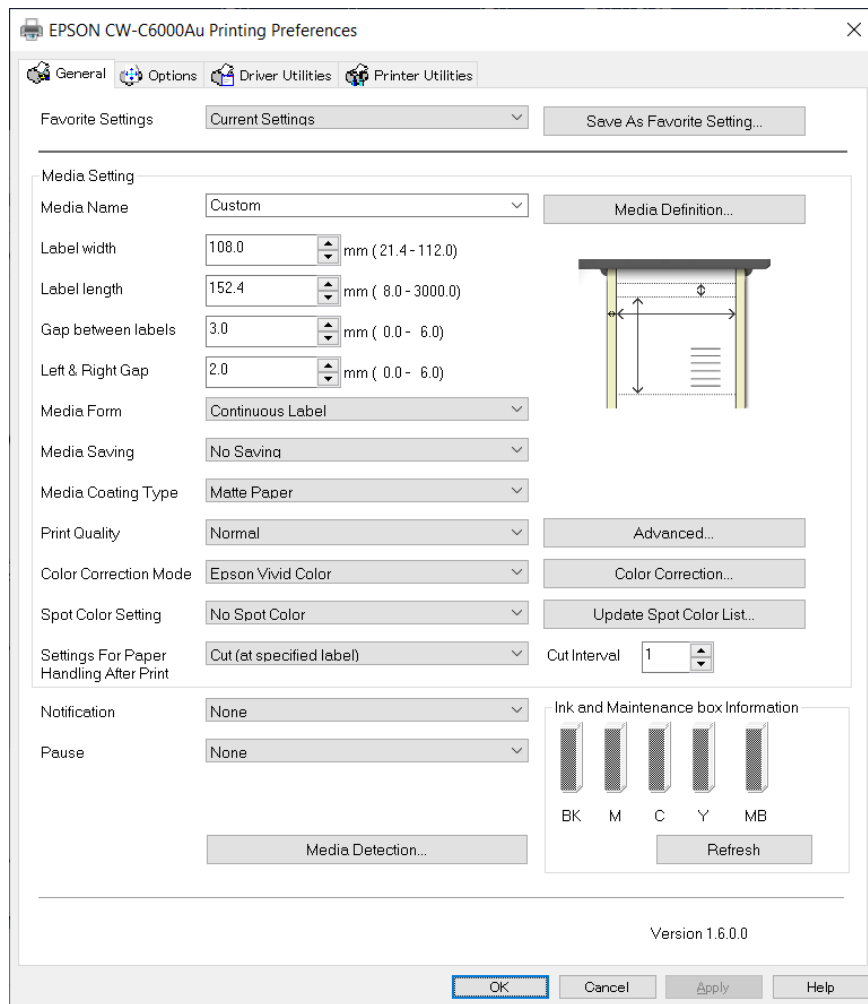 EPSON CW-C6000Au Printing Preferences
General Options Driver Utilities Printer Utilities
Favorite Settings Current Settings Save As Favorite Setting...
Media Setting
Media Name Custom Media Definition...
Label width 108.0 mm ( 21.4 - 112.0)
Label length 152.4 mm ( 8.0 - 3000.0)
Gap between labels 3.0 mm ( 0.0 - 6.0)
Left & Right Gap 2.0 mm ( 0.0 - 6.0)
Media Form Continuous Label
Media Saving No Saving
Media Coating Type Matte Paper
Print Quality Normal Advanced...
Color Correction Mode Epson Vivid Color Color Correction...
Spot Color Setting No Spot Color Update Spot Color List...
Settings For Paper Cut (at specified label) Cut Interval 1
Handling After Print
Notification None Ink and Maintenance box Information
Pause None
BK M C Y MB
Media Detection... Refresh
Version 1.6.0.0
OK Cancel Apply Help